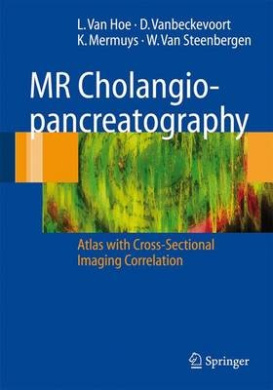 L. Van Hoe • D. Vanbeckevoort
K. Mermuys • W. Van Steenbergen
MR Cholangio-
pancreatography
Atlas with Cross-Sectional
Imaging Correlation
Springer